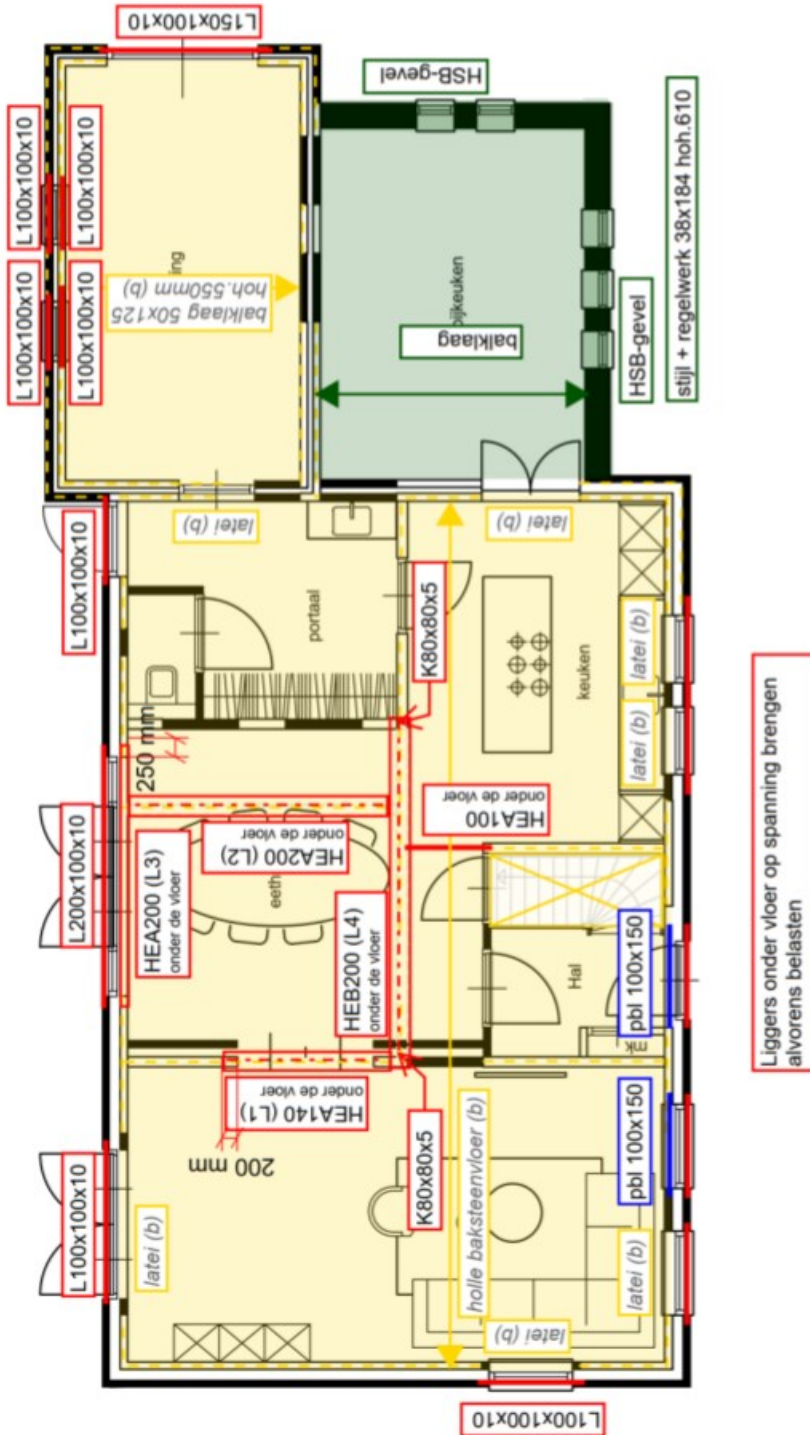 L150x100x10
L100x100x10
L100x100x10
L100x100x10
L100x100x10
balklaag 50x125
hoh.550mm (b)
ing
HSB-gevel
bijkeuken
balklaag
HSB-gevel
stijl + regelwerk 38x184 hoh.610
L100x100x10
latei (b)
portaal
K80x80x5
latei (b)
keuken
latei (b)
latei (b)
250 mm
L200x100x10
HEA200 (L3)
onder de vloer
HEA200 (L2)
onder de vloer
eeth
HEB200 (L4)
onder de vloer
HEA100
onder de vloer
Hal
mk
pbl 100x150
pbl 100x150
HEA140 (L1)
onder de vloer
200 mm
K80x80x5
L100x100x10
latei (b)
holle baksteenvloer (b)
latei (b)
latei (b)
L100x100x10
Liggers onder vloer op spanning brengen
alvorens belasten